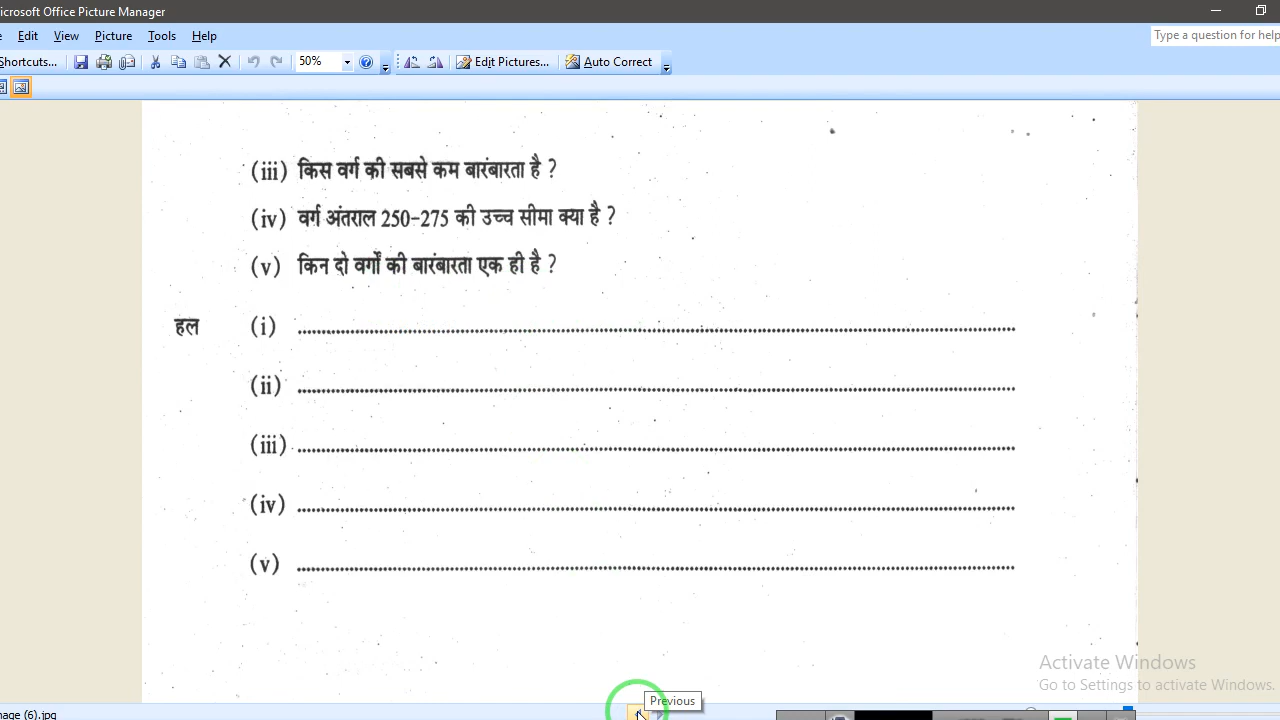 icrosoft Office Picture Manager
Edit View Picture Tools Help
Type a question for help
Shortcuts... 50% Edit Pictures... Auto Correct
(iii) किस वर्ग की सबसे कम बारंबारता है ?
(iv) वर्ग अंतराल 250-275 की उच्च सीमा क्या है ?
(v) किन दो वर्गों की बारंबारता एक ही है ?
हल (i) ................................................
(ii) ................................................
(iii) ................................................
(iv) ................................................
(v) ................................................
Activate Windows
Go to Settings to activate Windows.
Previous
nage (6).jpg